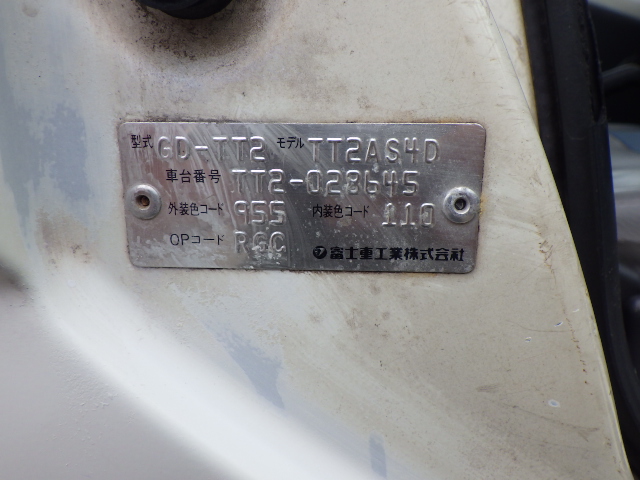 型式 GD-TT2 モデル TT2AS4D
車台番号 TT2-028645
外装色コード 955 内装色コード 110
OPコード RGC 富士重工業株式会社